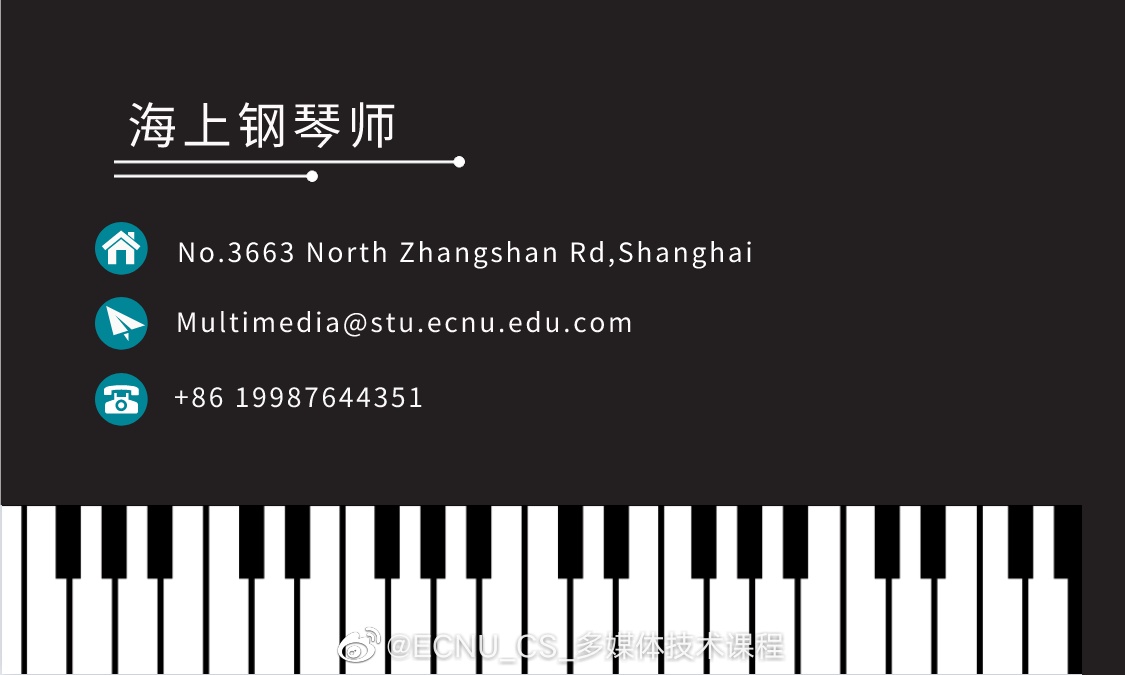 海上钢琴师
No.3663 North Zhangshan Rd,Shanghai
Multimedia@stu.ecnu.edu.com
+86 19987644351
@ECNU_CS_多媒体技术课程